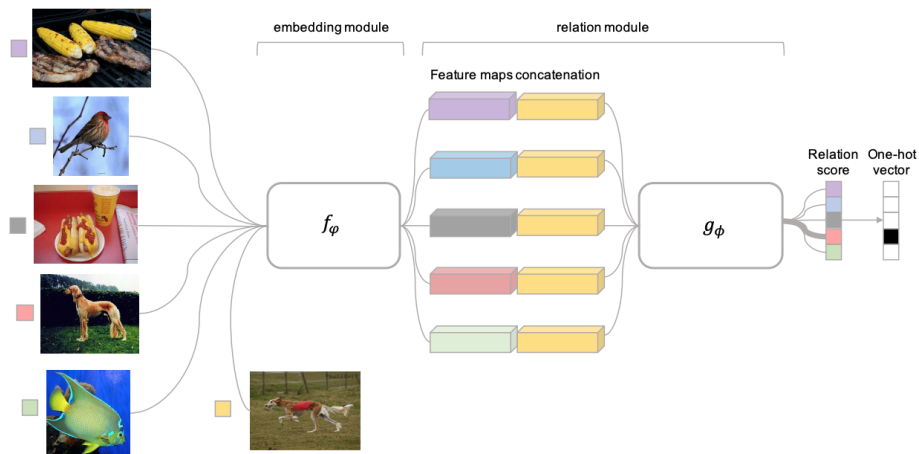 embedding module
relation module
Feature maps concatenation
Relation
score
One-hot
vector
fφ
gϕ